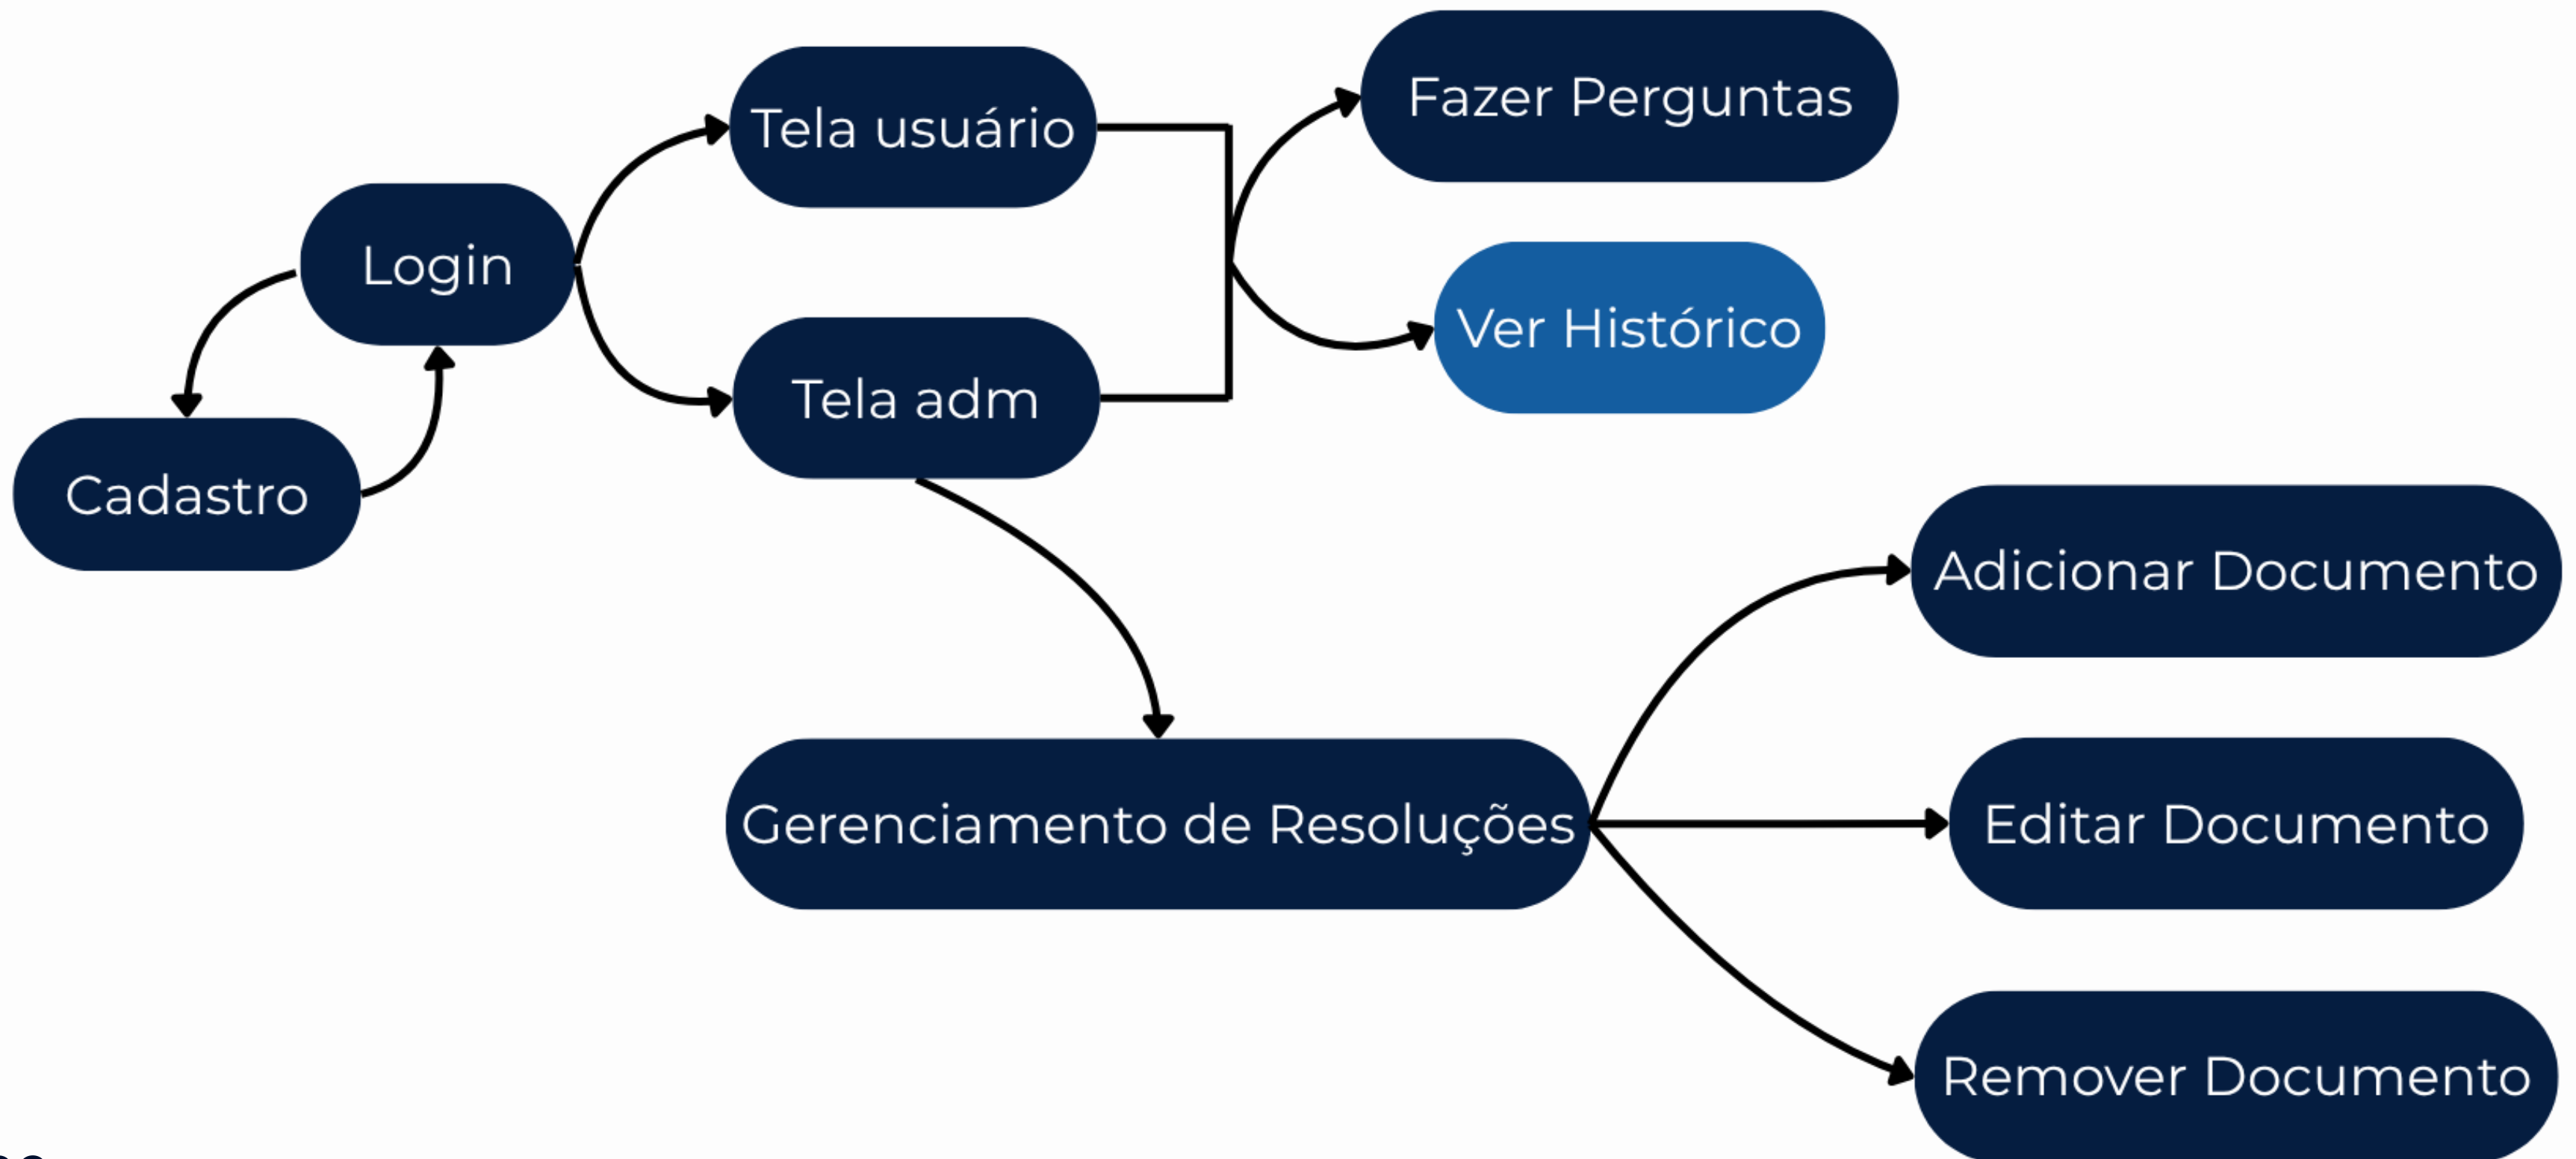 Fazer Perguntas
Tela usuário
Login
Ver Histórico
Tela adm
Cadastro
Adicionar Documento
Gerenciamento de Resoluções
Editar Documento
Remover Documento